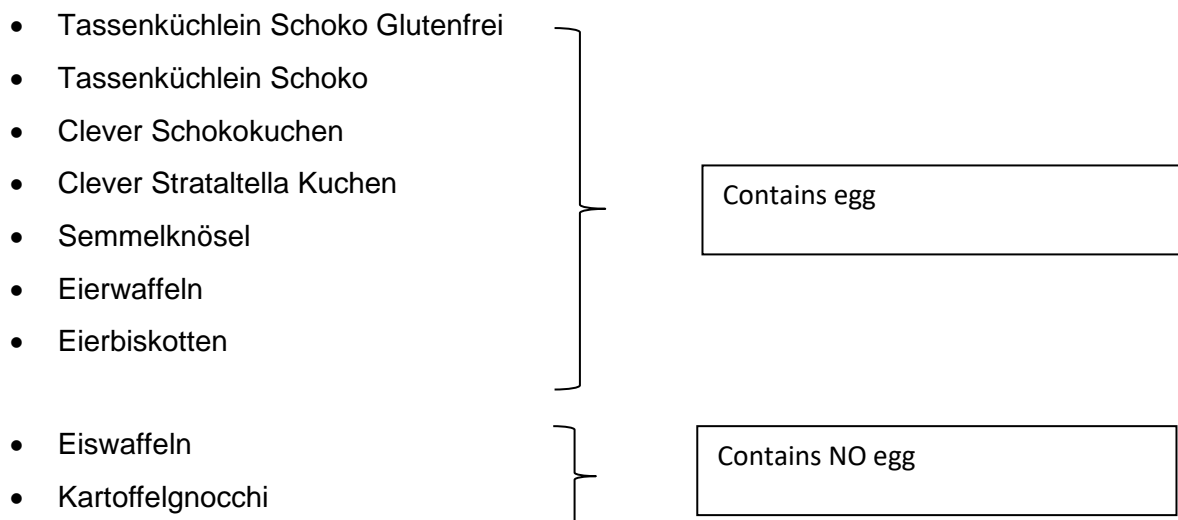 • Tassenküchlein Schoko Glutenfrei
• Tassenküchlein Schoko
• Clever Schokokuchen
• Clever Strataltella Kuchen
• Semmelknösel
• Eierwaffeln
• Eierbiskotten
Contains egg
• Eiswaffeln
• Kartoffelgnocchi
Contains NO egg